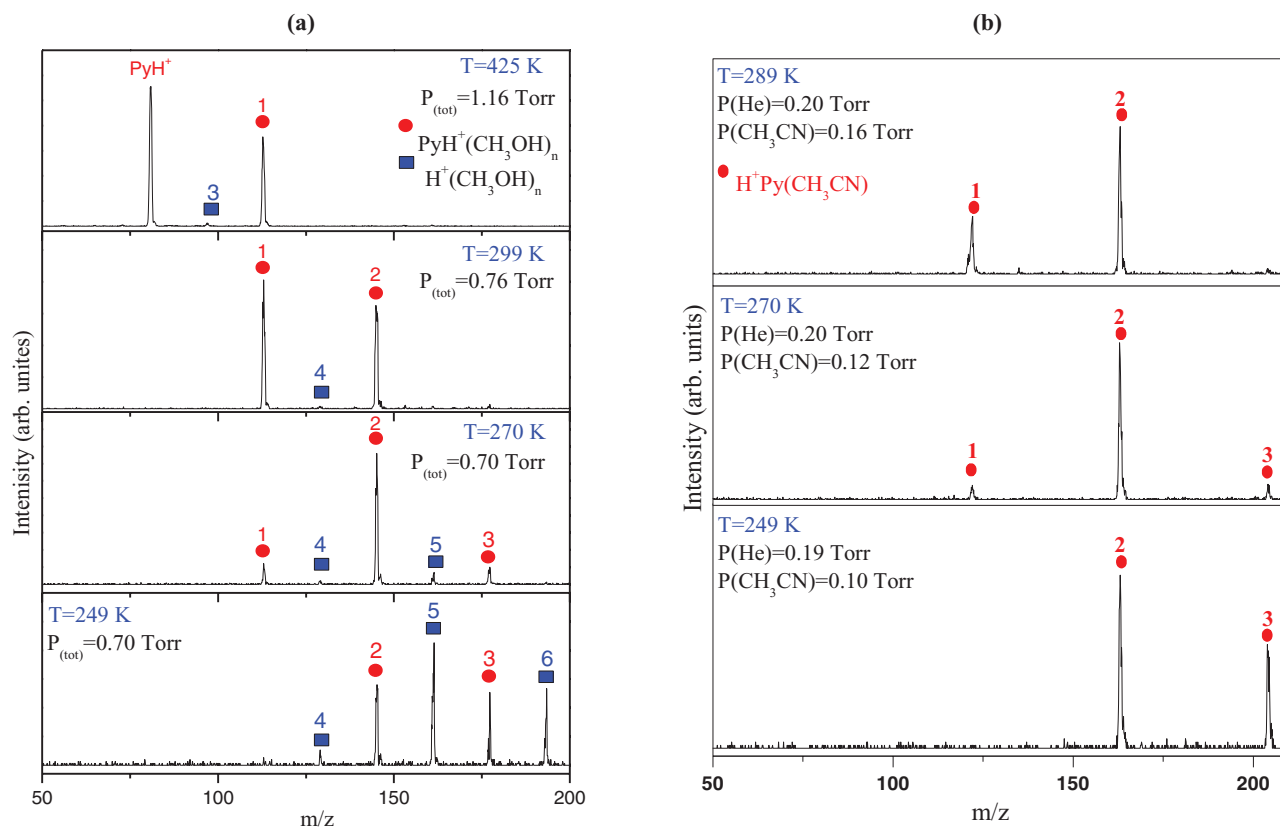 (a)
PyH⁺
T=425 K
P₍tot₎=1.16 Torr
1
PyH⁺(CH₃OH)ₙ
H⁺(CH₃OH)ₙ
3
T=299 K
P₍tot₎=0.76 Torr
1
2
4
T=270 K
P₍tot₎=0.70 Torr
2
1
4
5
3
T=249 K
P₍tot₎=0.70 Torr
5
2
3
6
4
50
100
150
200
m/z
Intenisity (arb. unites)
(b)
T=289 K
P(He)=0.20 Torr
P(CH₃CN)=0.16 Torr
H⁺Py(CH₃CN)
2
1
T=270 K
P(He)=0.20 Torr
P(CH₃CN)=0.12 Torr
2
1
3
T=249 K
P(He)=0.19 Torr
P(CH₃CN)=0.10 Torr
2
3
50
100
150
200
m/z
Intensity (arb. units)